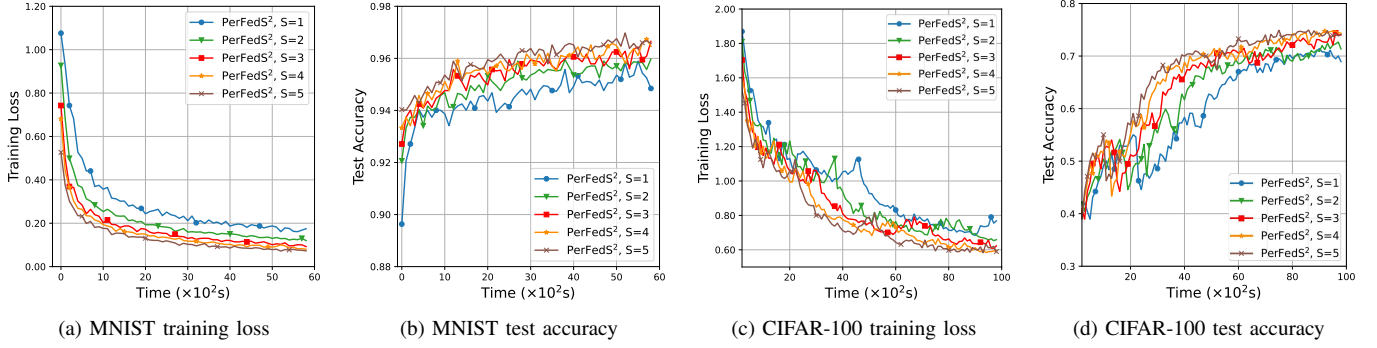 1.20
1.00
0.80
0.60
0.40
0.20
0.00
Training Loss
0
10
20
30
40
50
60
Time (×10²s)
PerFedS², S=1
PerFedS², S=2
PerFedS², S=3
PerFedS², S=4
PerFedS², S=5
(a) MNIST training loss
0.98
0.96
0.94
0.92
0.90
0.88
Test Accuracy
0
10
20
30
40
50
60
Time (×10²s)
PerFedS², S=1
PerFedS², S=2
PerFedS², S=3
PerFedS², S=4
PerFedS², S=5
(b) MNIST test accuracy
2.00
1.80
1.60
1.40
1.20
1.00
0.80
0.60
Training Loss
20
40
60
80
100
Time (×10²s)
PerFedS², S=1
PerFedS², S=2
PerFedS², S=3
PerFedS², S=4
PerFedS², S=5
(c) CIFAR-100 training loss
0.8
0.7
0.6
0.5
0.4
0.3
Test Accuracy
20
40
60
80
100
Time (×10²s)
PerFedS², S=1
PerFedS², S=2
PerFedS², S=3
PerFedS², S=4
PerFedS², S=5
(d) CIFAR-100 test accuracy